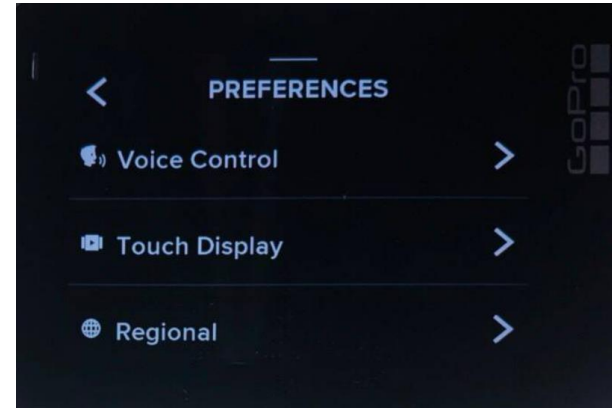 PREFERENCES
Voice Control
Touch Display
Regional
GoPro